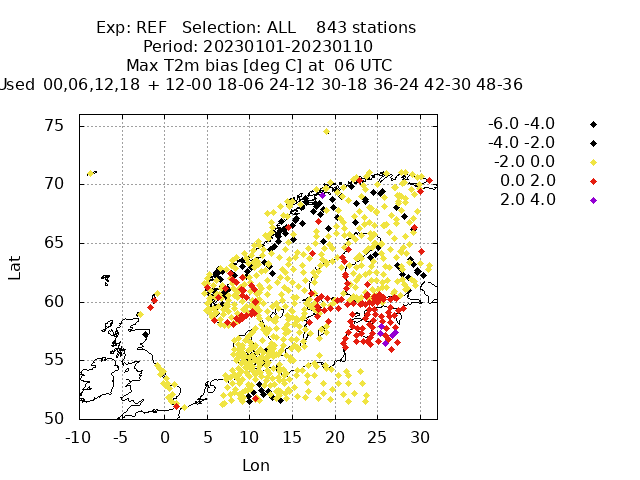 Exp: REF Selection: ALL 843 stations
Period: 20230101-20230110
Max T2m bias [deg C] at 06 UTC
Used 00,06,12,18 + 12-00 18-06 24-12 30-18 36-24 42-30 48-36
-6.0 -4.0
-4.0 -2.0
-2.0 0.0
0.0 2.0
2.0 4.0
75
70
65
60
55
50
Lat
-10 -5 0 5 10 15 20 25 30
Lon